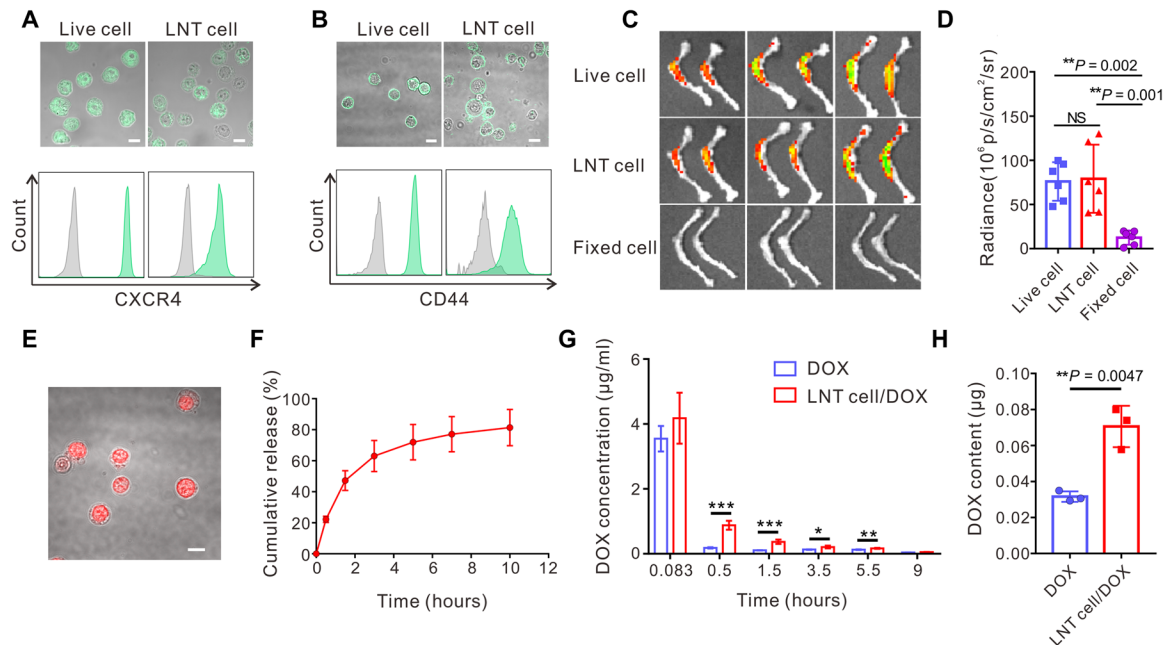 A
Live cell LNT cell
Count
CXCR4
B
Live cell LNT cell
Count
CD44
C
Live cell
LNT cell
Fixed cell
D
Radiance(10⁶ p/s/cm²/sr)
200
150
100
50
0
**P = 0.002
**P = 0.001
NS
Live cell
LNT cell
Fixed cell
E
F
Cumulative release (%)
100
80
60
40
20
0
0 2 4 6 8 10 12
Time (hours)
G
DOX concentration (µg/ml)
6
4
2
0
DOX
LNT cell/DOX
*** *** * **
0.083 0.5 1.5 3.5 5.5 9
Time (hours)
H
DOX content (µg)
0.10
0.08
0.06
0.04
0.02
0.00
**P = 0.0047
DOX
LNT cell/DOX